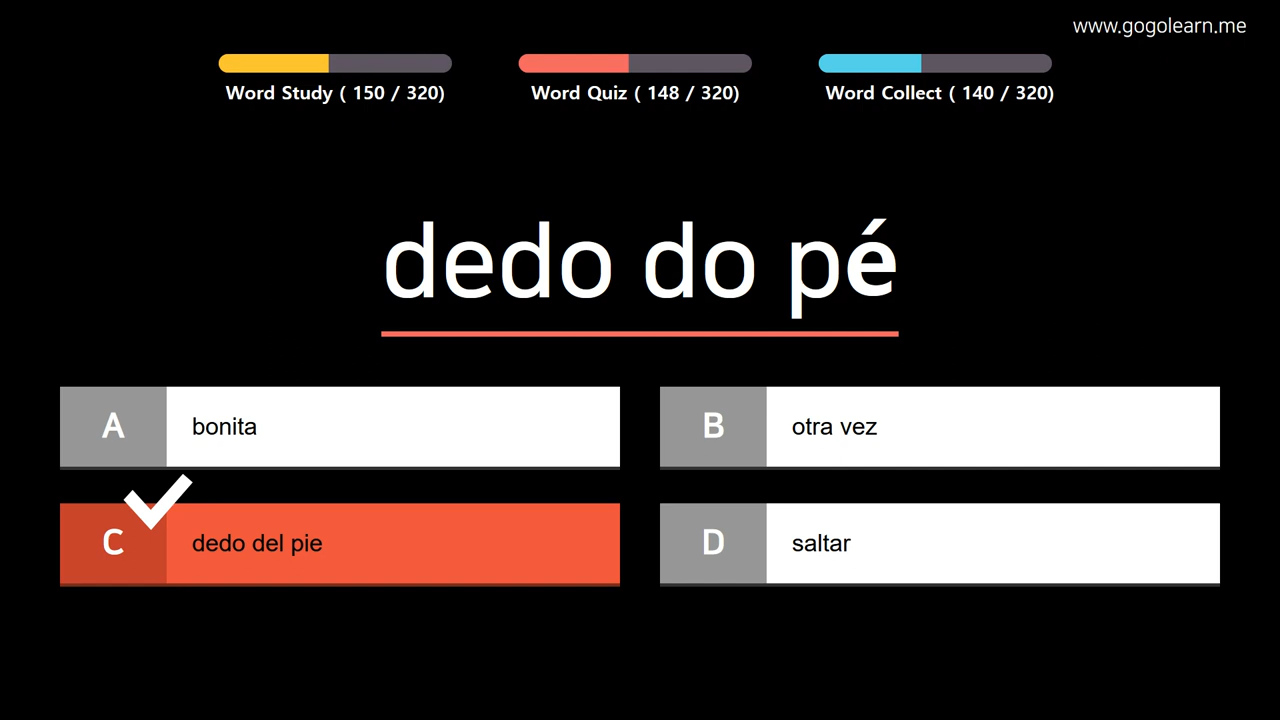 www.gogolearn.me
Word Study ( 150 / 320)
Word Quiz ( 148 / 320)
Word Collect ( 140 / 320)
dedo do pé
A bonita
B otra vez
C dedo del pie
D saltar